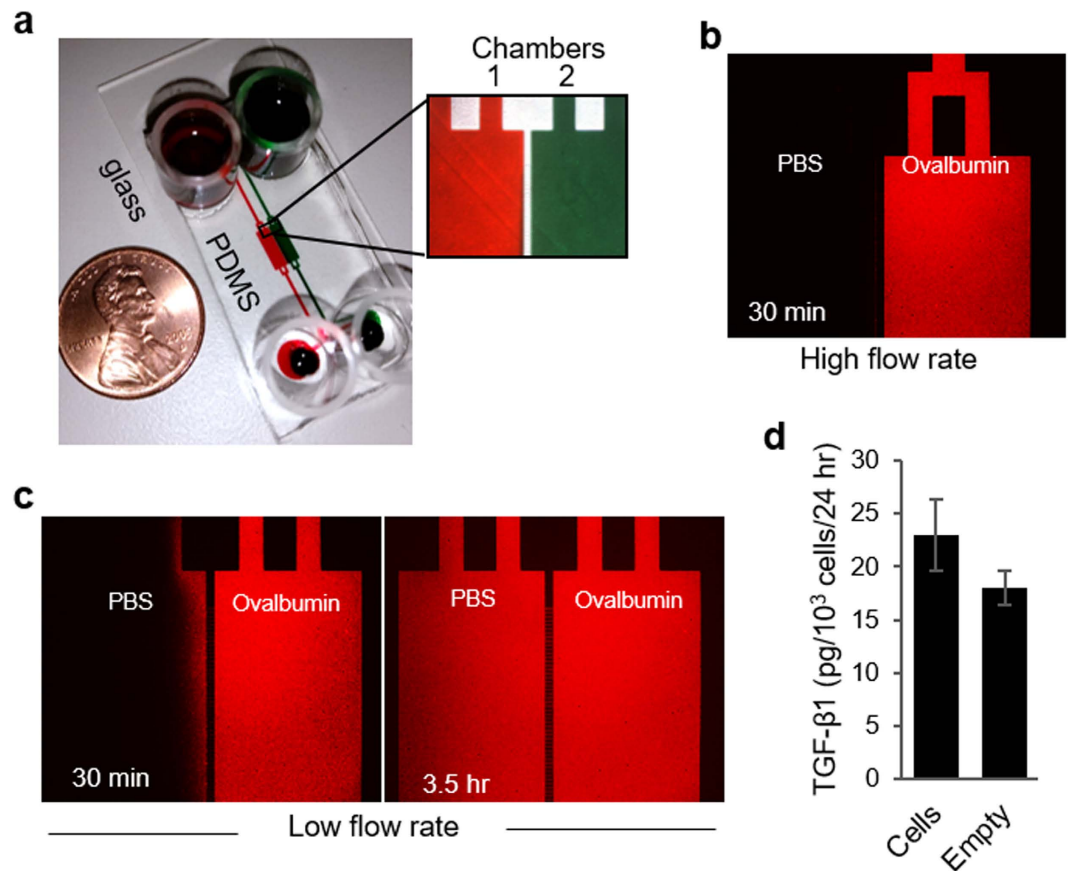 a
glass
PDMS
Chambers
1 2
b
PBS
Ovalbumin
30 min
High flow rate
c
PBS
Ovalbumin
30 min
PBS
Ovalbumin
3.5 hr
Low flow rate
d
TGF-β1 (pg/10³ cells/24 hr)
30
25
20
15
10
5
0
Cells
Empty